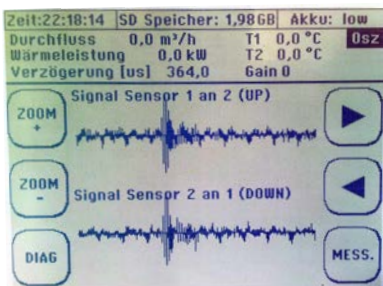 Zeit:22:18:14 SD Speicher: 1,98GB Akku: low
Durchfluss 0,0 m³/h T1 0,0 °C Osz
Wärmeleistung 0,0 kW T2 0,0 °C
Verzögerung [us] 364,0 Gain 0
Signal Sensor 1 an 2 (UP)
ZOOM
+
ZOOM
-
Signal Sensor 2 an 1 (DOWN)
DIAG
MESS.